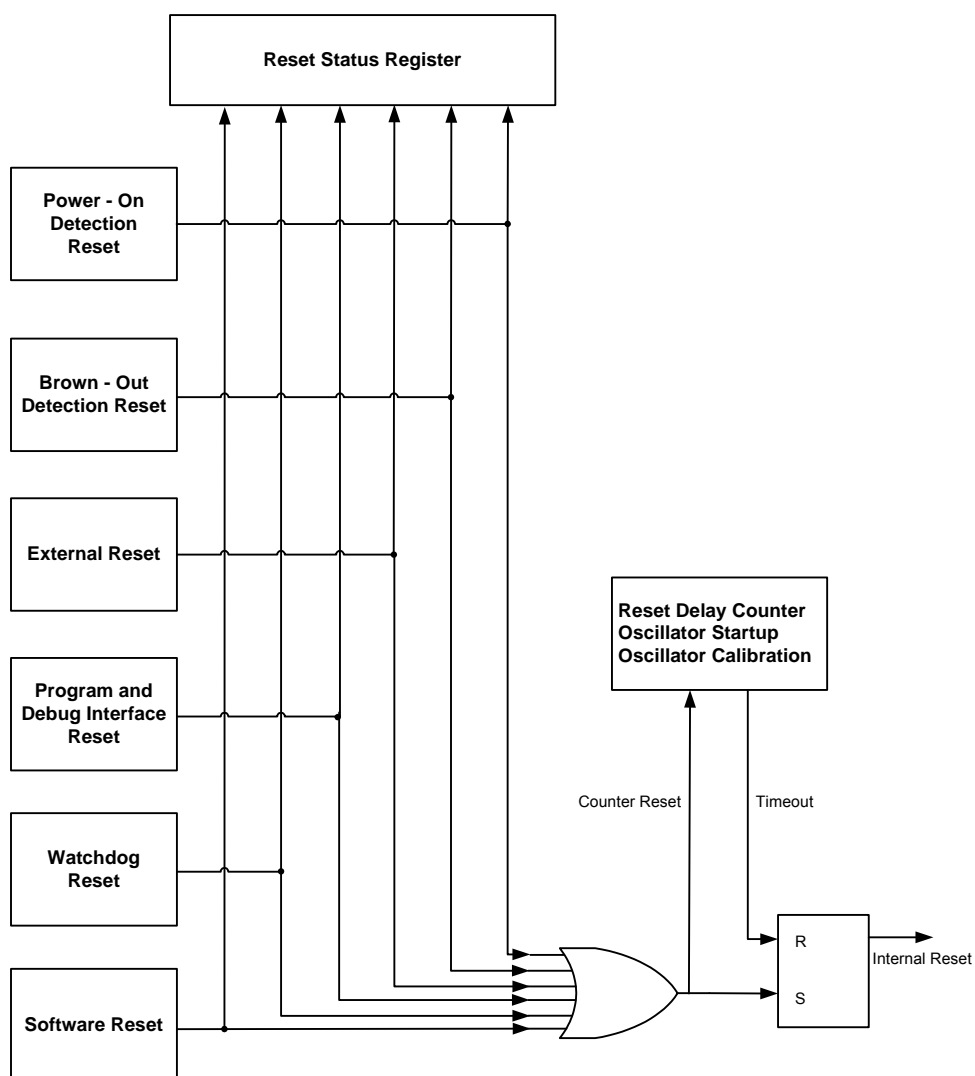 Reset Status Register
Power - On
Detection
Reset
Brown - Out
Detection Reset
External Reset
Program and
Debug Interface
Reset
Watchdog
Reset
Software Reset
Reset Delay Counter
Oscillator Startup
Oscillator Calibration
Counter Reset
Timeout
R
S
Internal Reset